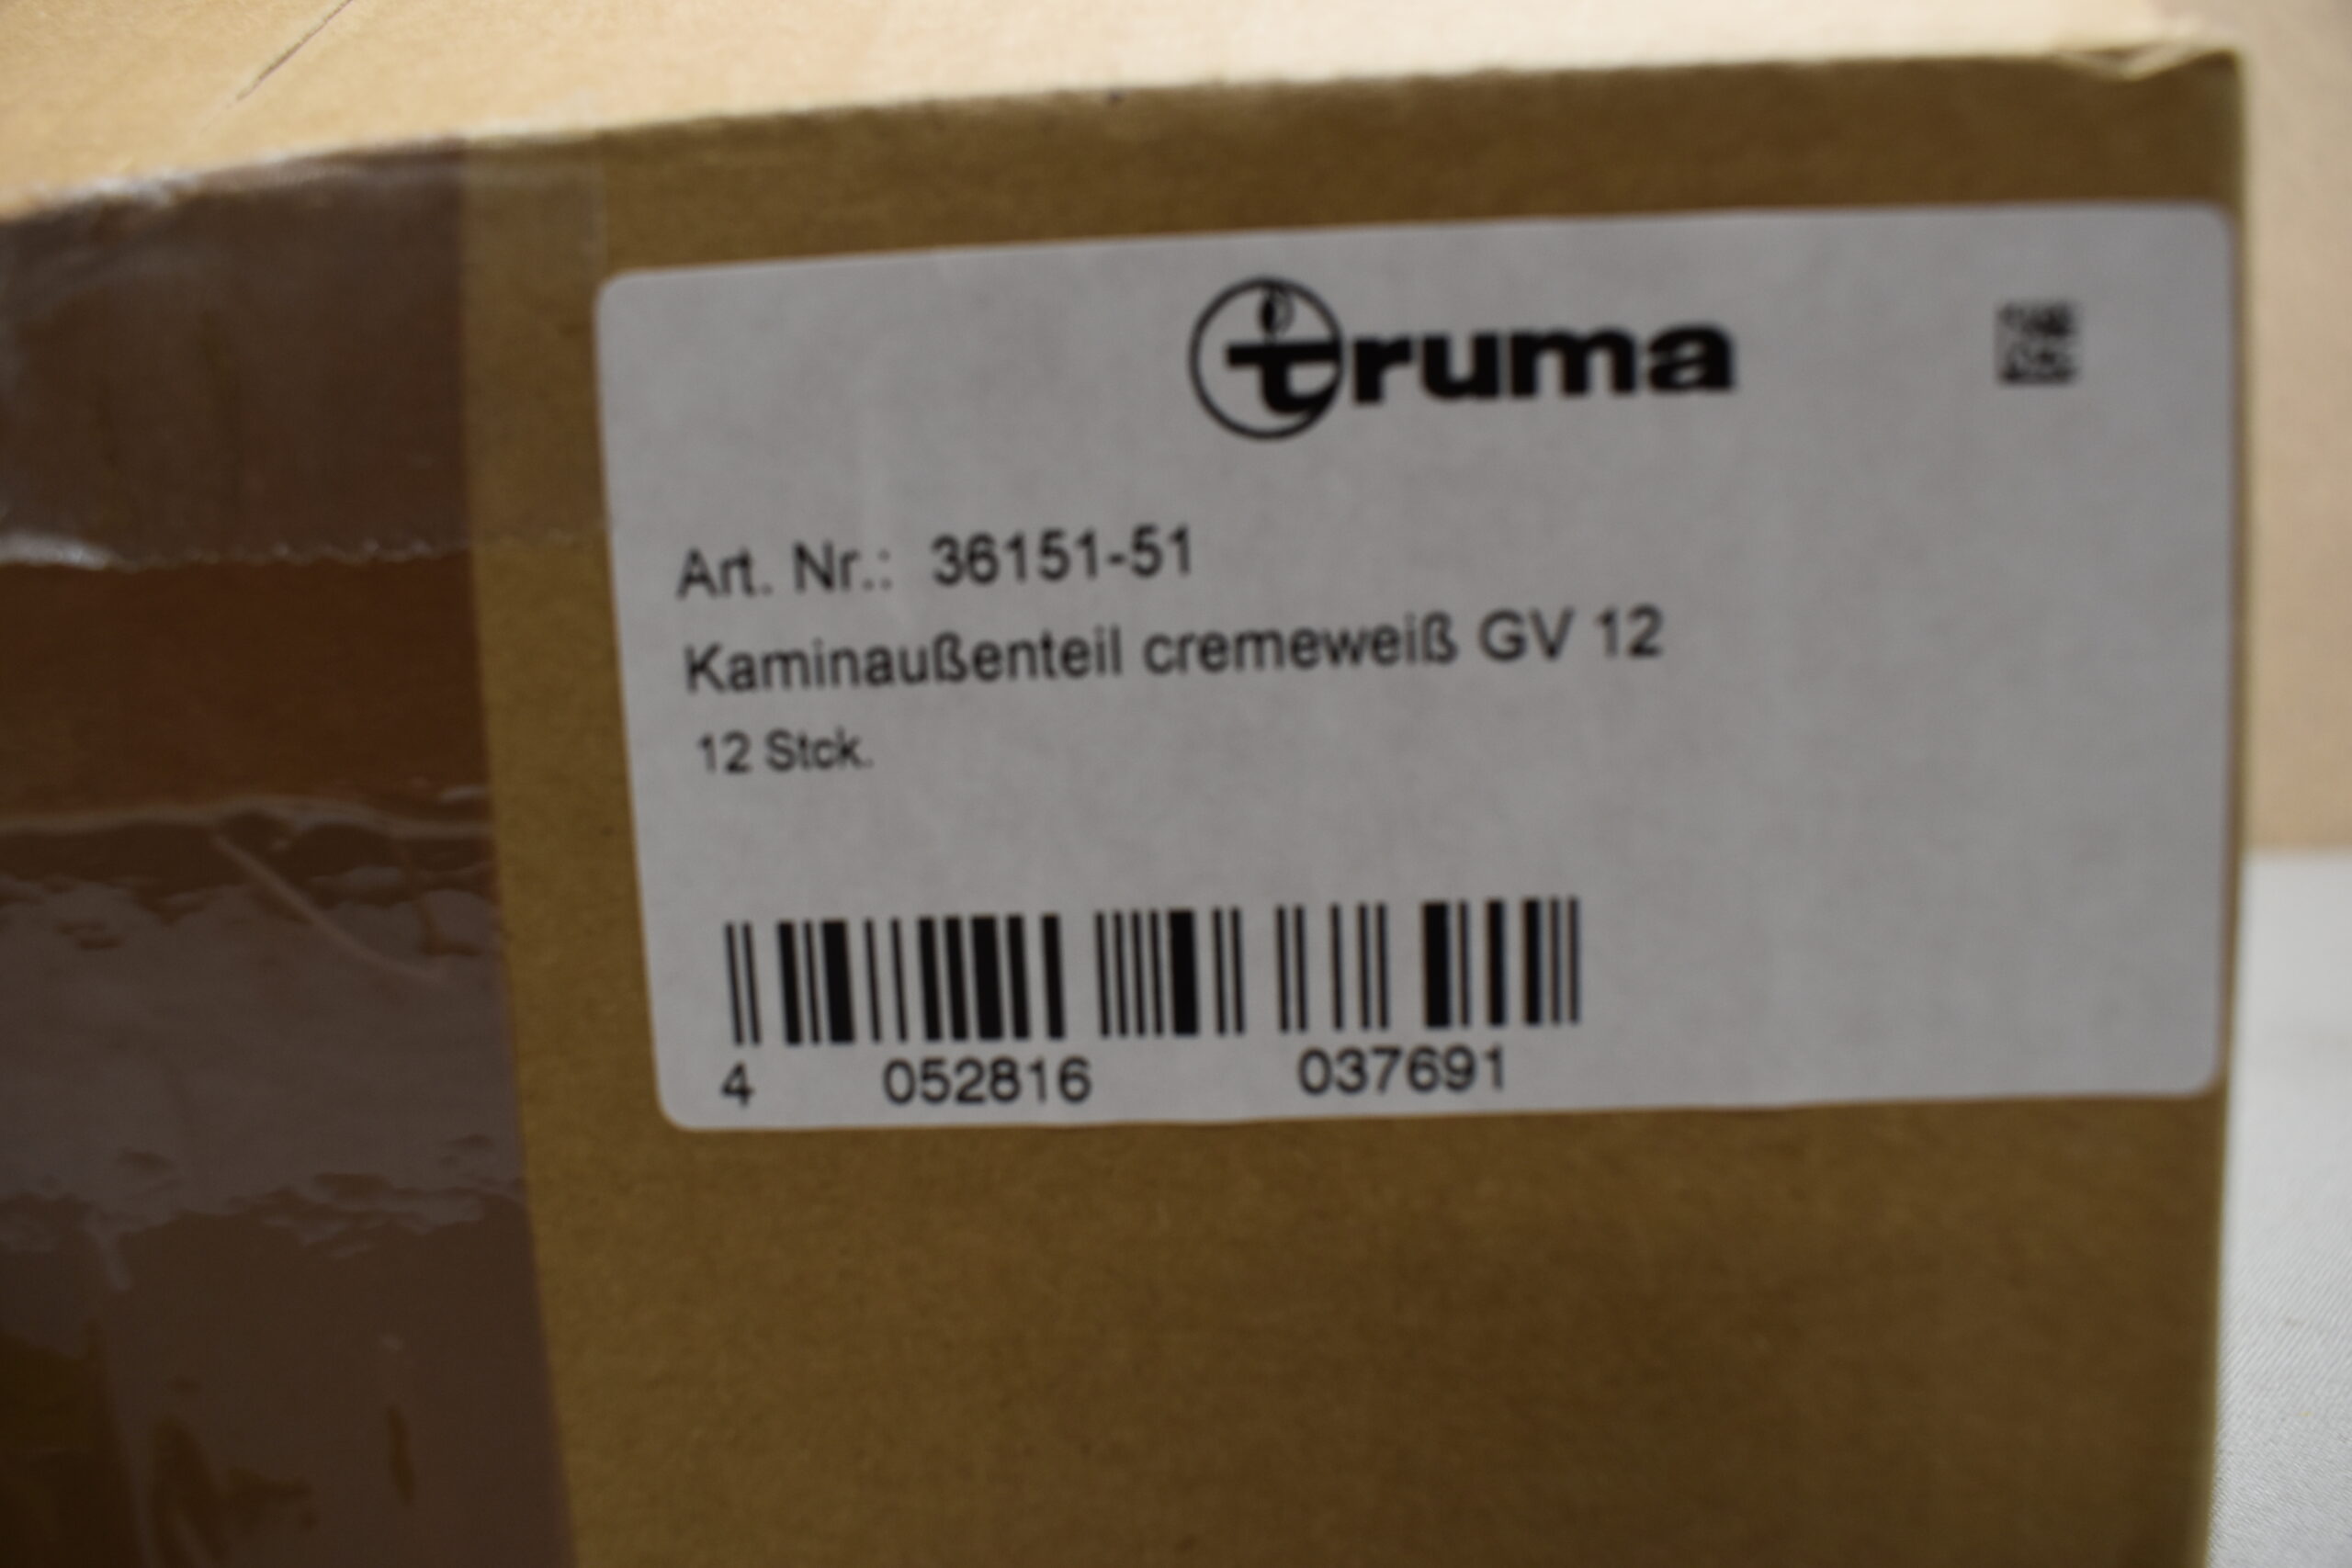 truma
Art. Nr.: 36151-51
Kaminaußenteil cremeweiß GV 12
12 Stck.
4 052816 037691